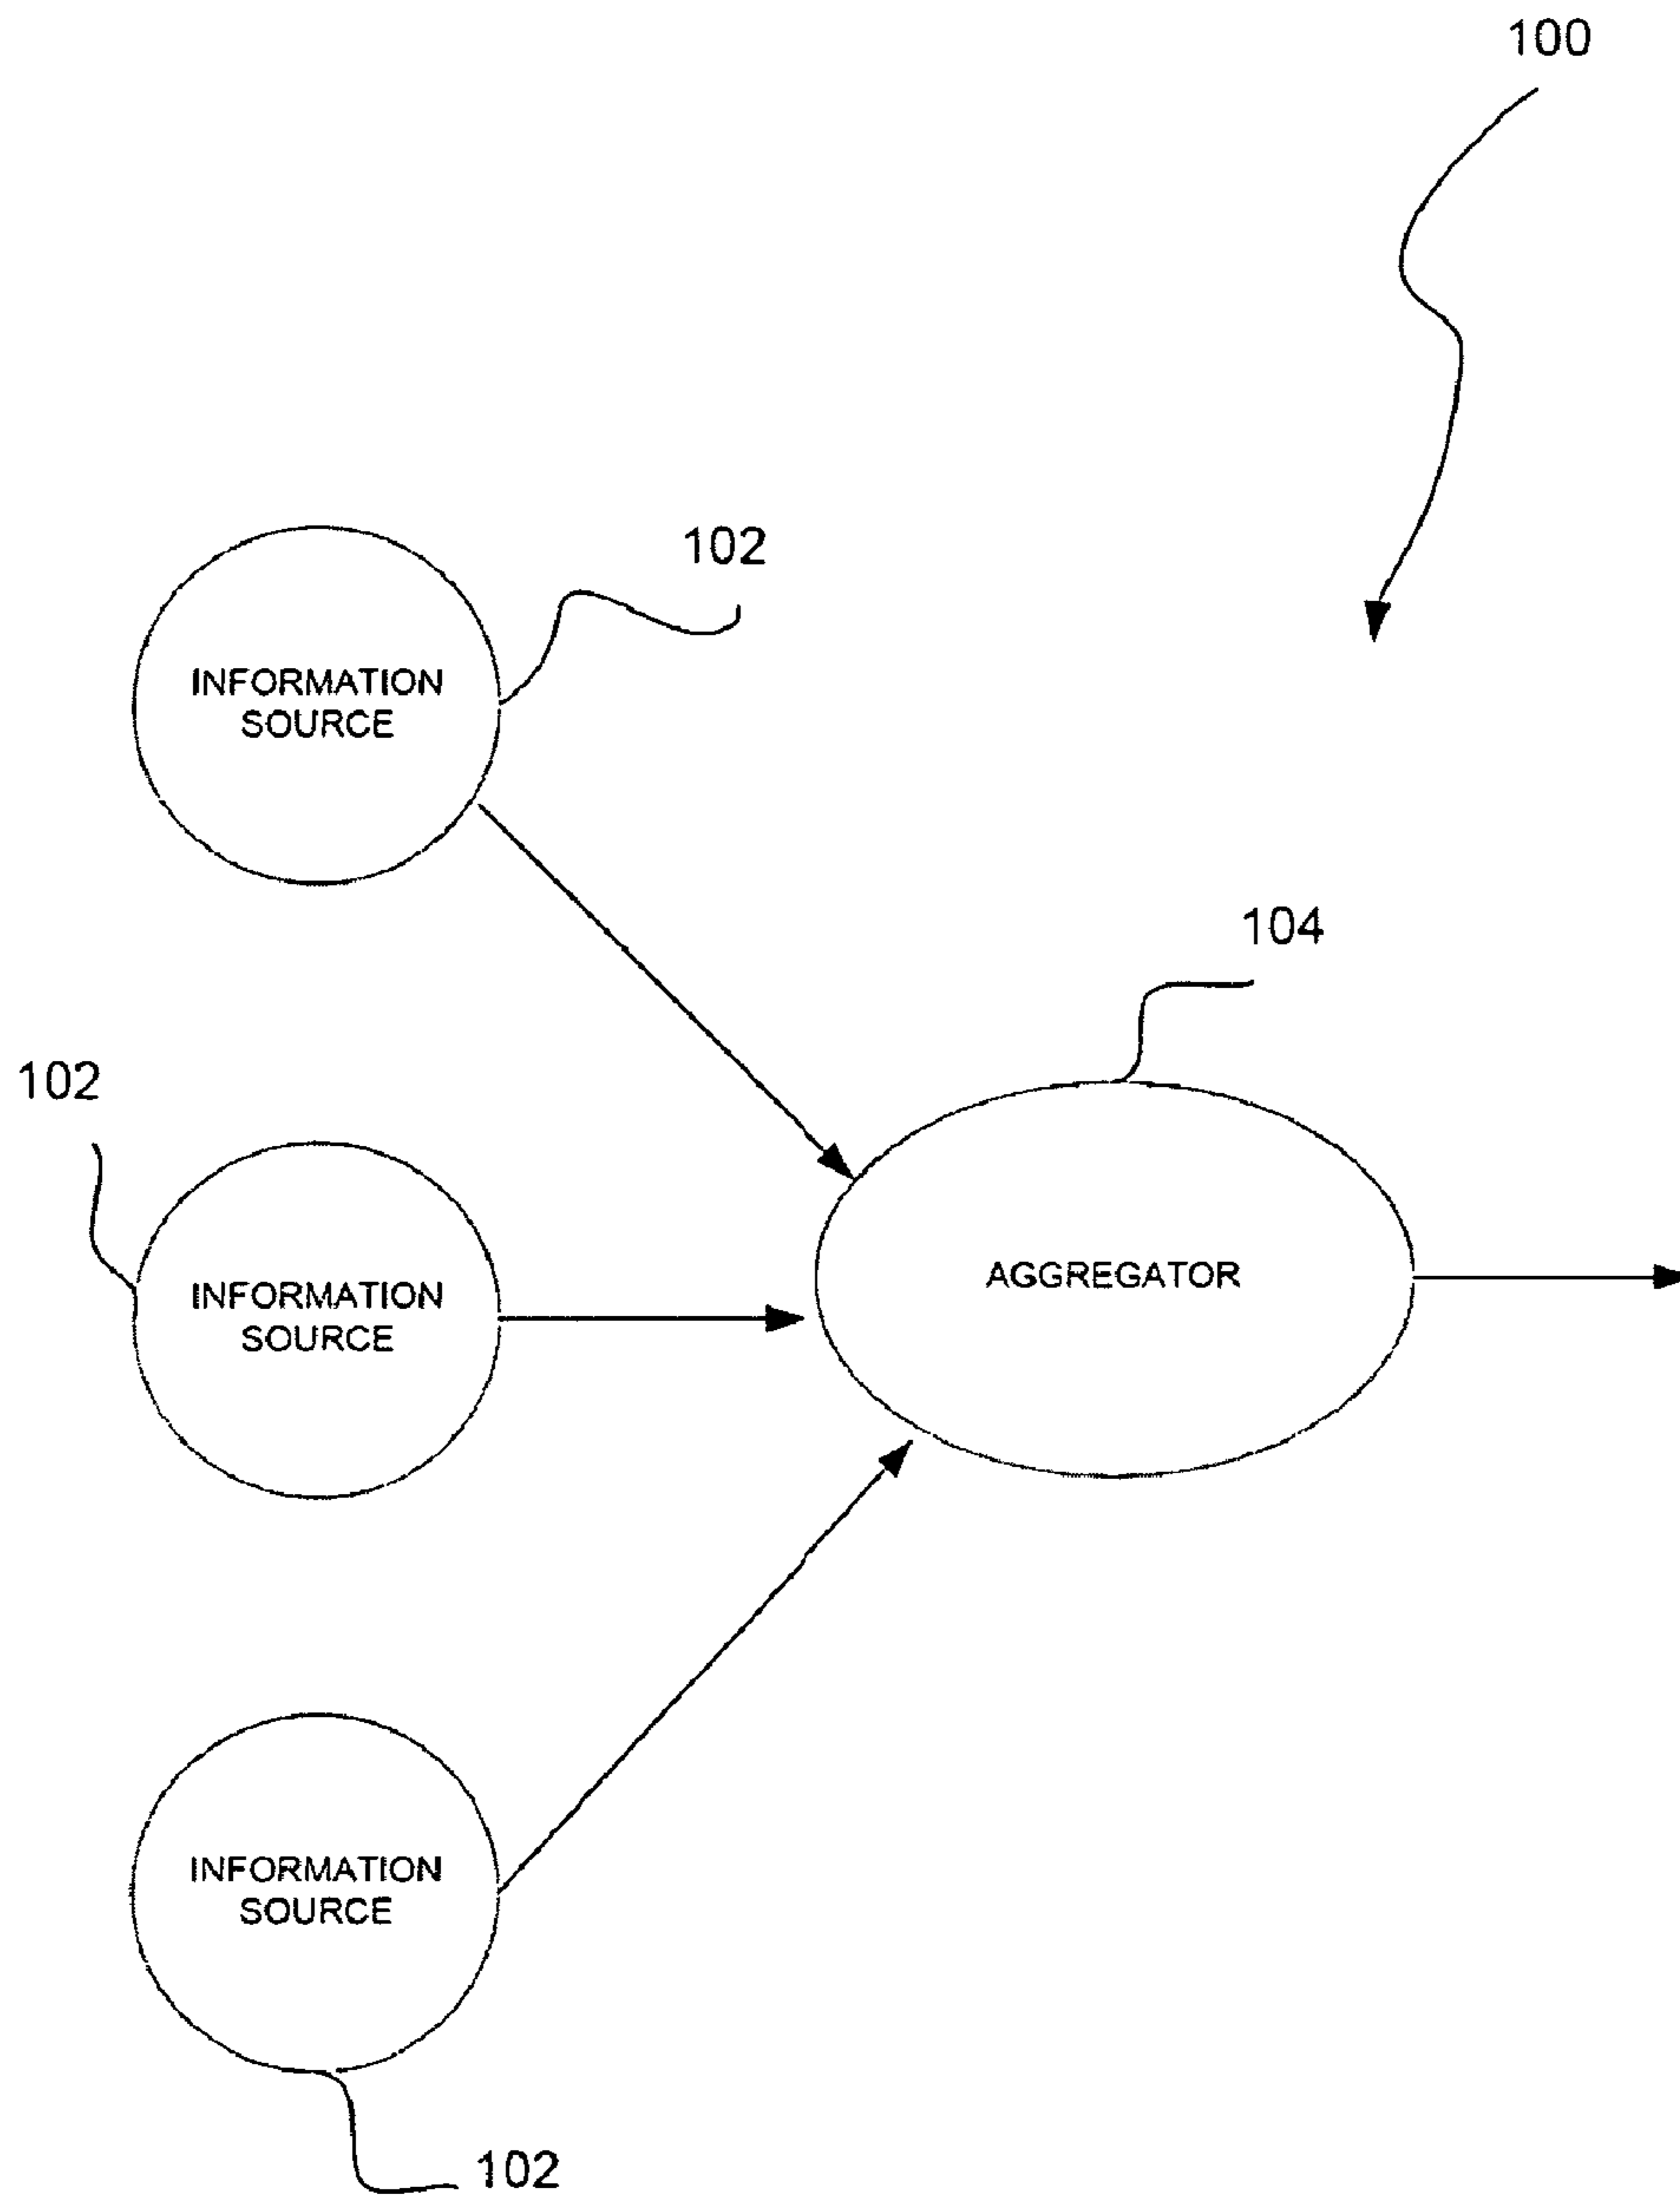 100
102
INFORMATION
SOURCE
104
102
INFORMATION
SOURCE
AGGREGATOR
INFORMATION
SOURCE
102